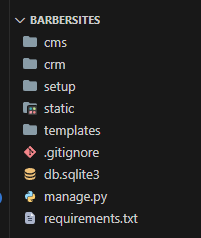 BARBERSITES
cms
crm
setup
static
templates
.gitignore
db.sqlite3
manage.py
requirements.txt